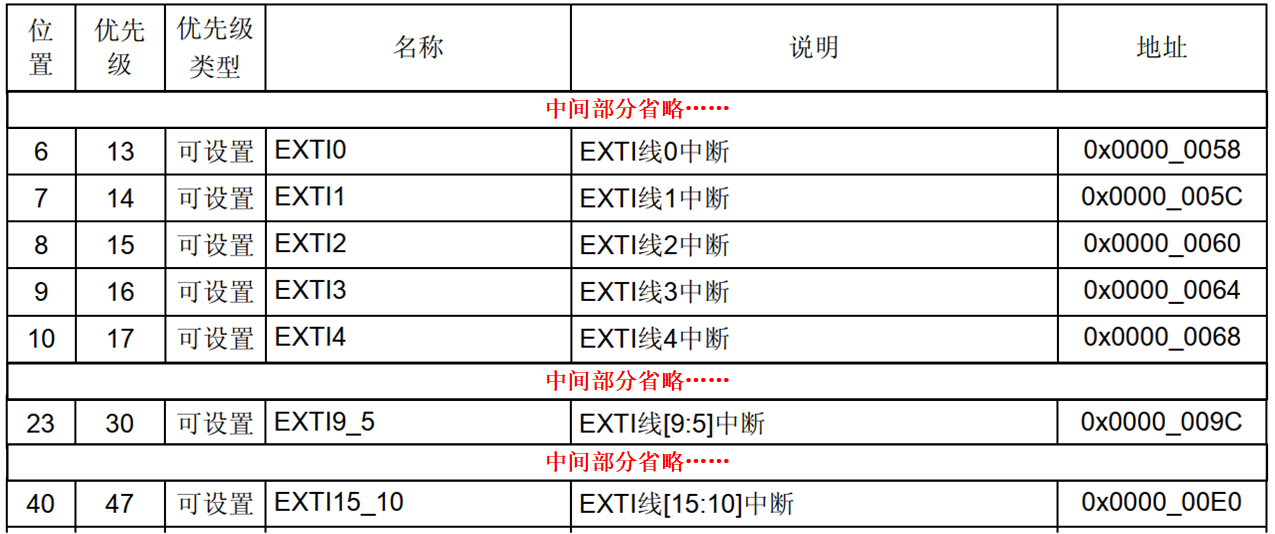 位置 优先级 优先级类型 名称 说明 地址
中间部分省略……
6 13 可设置 EXTI0 EXTI线0中断 0x0000_0058
7 14 可设置 EXTI1 EXTI线1中断 0x0000_005C
8 15 可设置 EXTI2 EXTI线2中断 0x0000_0060
9 16 可设置 EXTI3 EXTI线3中断 0x0000_0064
10 17 可设置 EXTI4 EXTI线4中断 0x0000_0068
中间部分省略……
23 30 可设置 EXTI9_5 EXTI线[9:5]中断 0x0000_009C
中间部分省略……
40 47 可设置 EXTI15_10 EXTI线[15:10]中断 0x0000_00E0